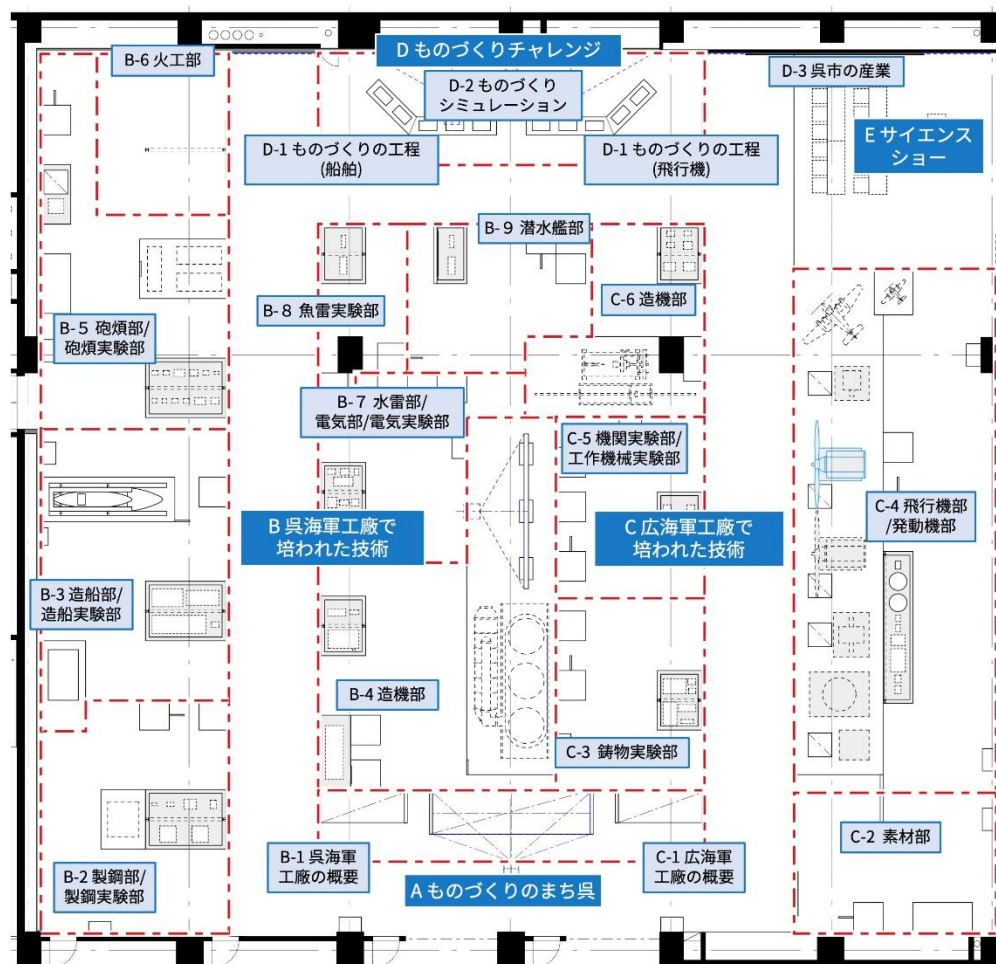 B-6 火工部
D ものづくりチャレンジ
D-2 ものづくり
シミュレーション
D-3 呉市の産業
E サイエンス
ショー
D-1 ものづくりの工程
(船舶)
D-1 ものづくりの工程
(飛行機)
B-9 潜水艦部
B-8 魚雷実験部
C-6 造機部
B-5 砲熕部/
砲熕実験部
B-7 水雷部/
電気部/電気実験部
C-5 機関実験部/
工作機械実験部
B 呉海軍工廠で
培われた技術
C 広海軍工廠で
培われた技術
C-4 飛行機部
/発動機部
B-3 造船部/
造船実験部
B-4 造機部
C-3 鋳物実験部
B-2 製鋼部/
製鋼実験部
B-1 呉海軍
工廠の概要
A ものづくりのまち呉
C-1 広海軍
工廠の概要
C-2 素材部